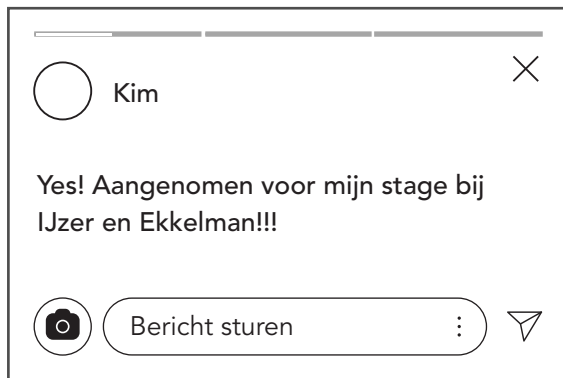 Kim
Yes! Aangenomen voor mijn stage bij
IJzer en Ekkelman!!!
Bericht sturen